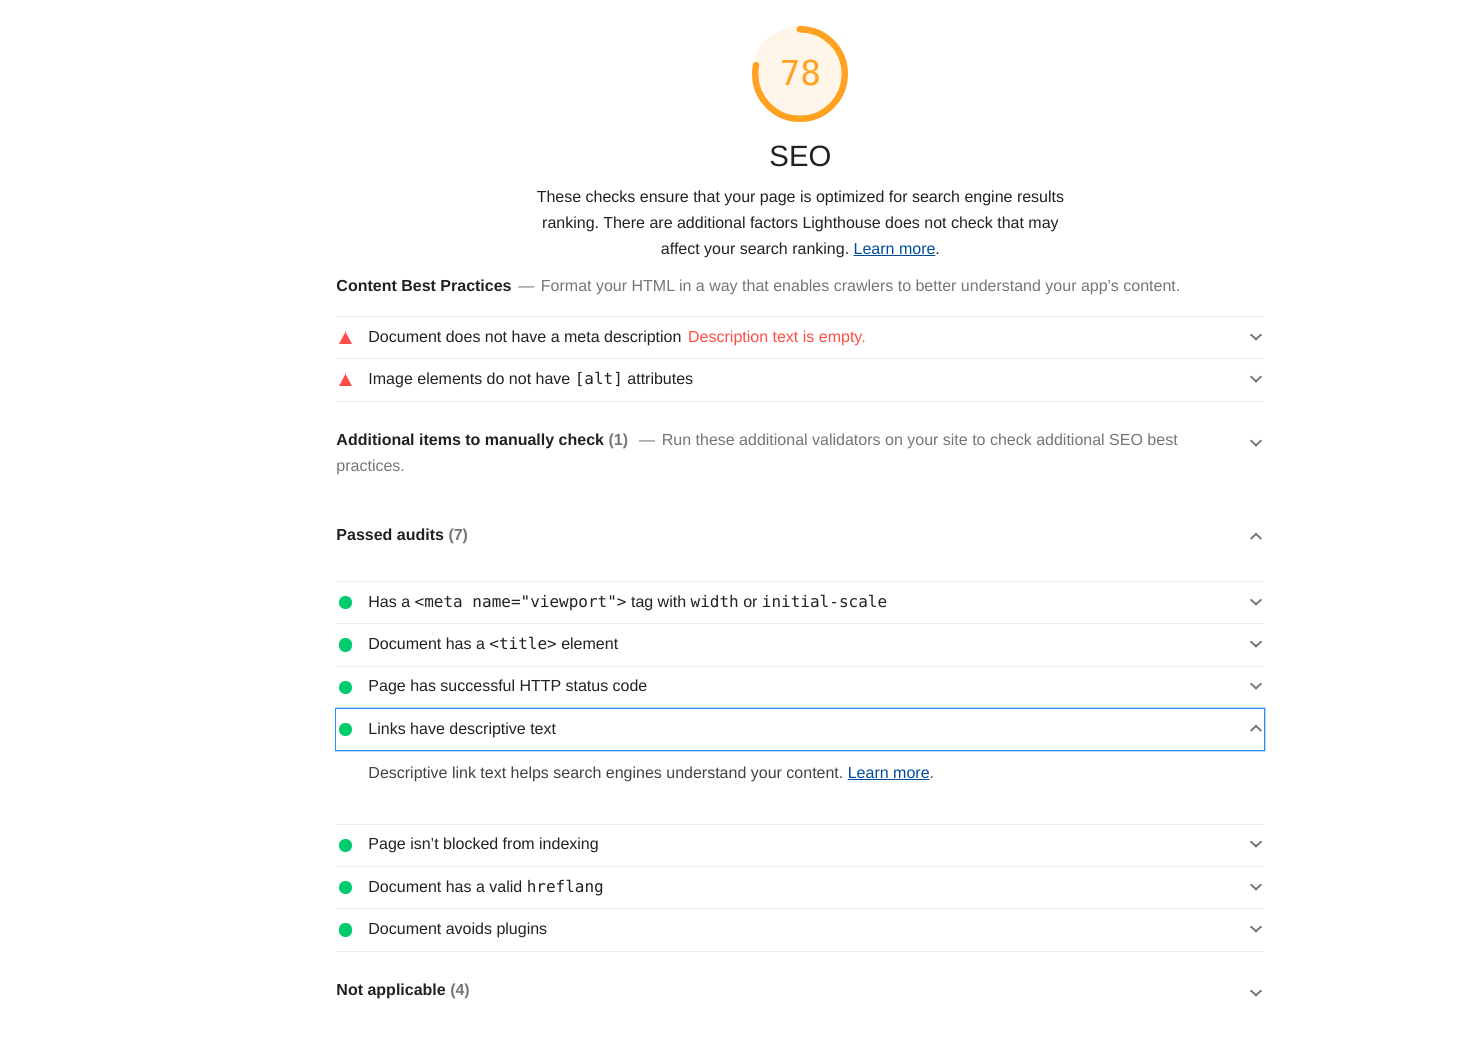 78
SEO
These checks ensure that your page is optimized for search engine results
ranking. There are additional factors Lighthouse does not check that may
affect your search ranking. Learn more.
Content Best Practices — Format your HTML in a way that enables crawlers to better understand your app’s content.
Document does not have a meta description Description text is empty.
Image elements do not have [alt] attributes
Additional items to manually check (1) — Run these additional validators on your site to check additional SEO best
practices.
Passed audits (7)
Has a <meta name="viewport"> tag with width or initial-scale
Document has a <title> element
Page has successful HTTP status code
Links have descriptive text
Descriptive link text helps search engines understand your content. Learn more.
Page isn’t blocked from indexing
Document has a valid hreflang
Document avoids plugins
Not applicable (4)